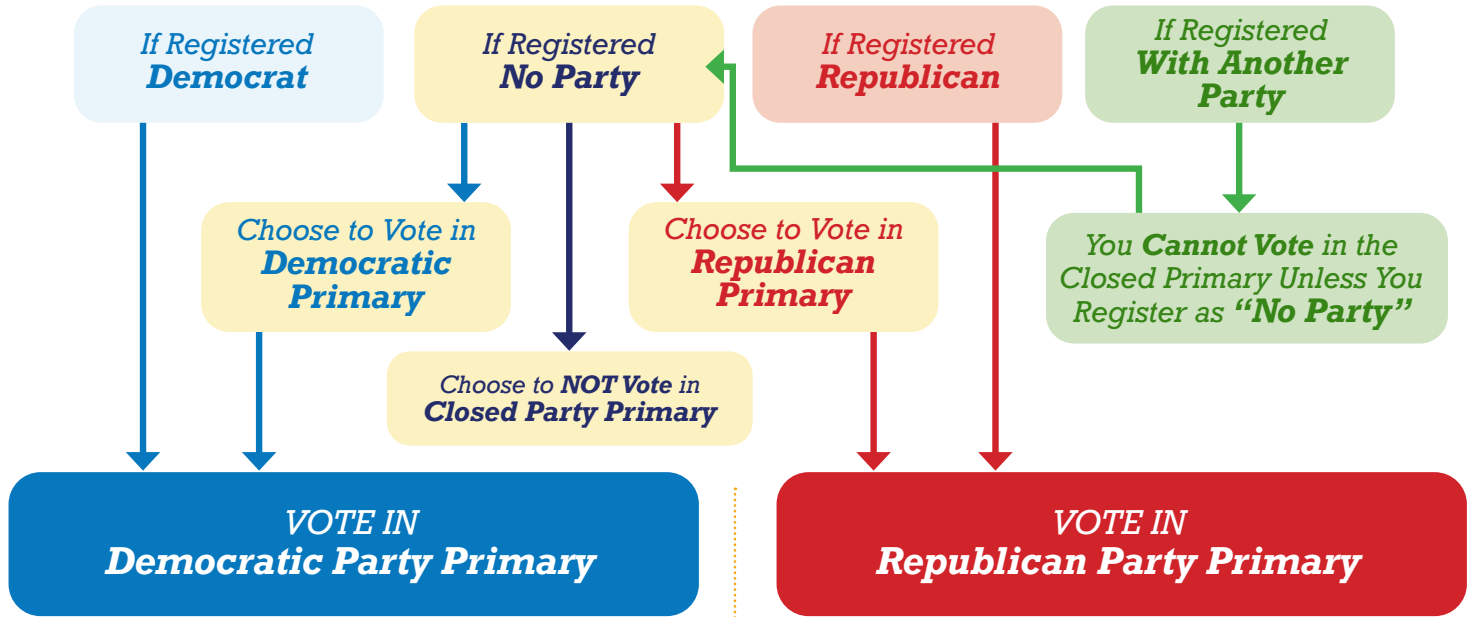 If Registered
Democrat
If Registered
No Party
If Registered
Republican
If Registered
With Another
Party
Choose to Vote in
Democratic
Primary
Choose to Vote in
Republican
Primary
You Cannot Vote in the
Closed Primary Unless You
Register as “No Party”
Choose to NOT Vote in
Closed Party Primary
VOTE IN
Democratic Party Primary
VOTE IN
Republican Party Primary